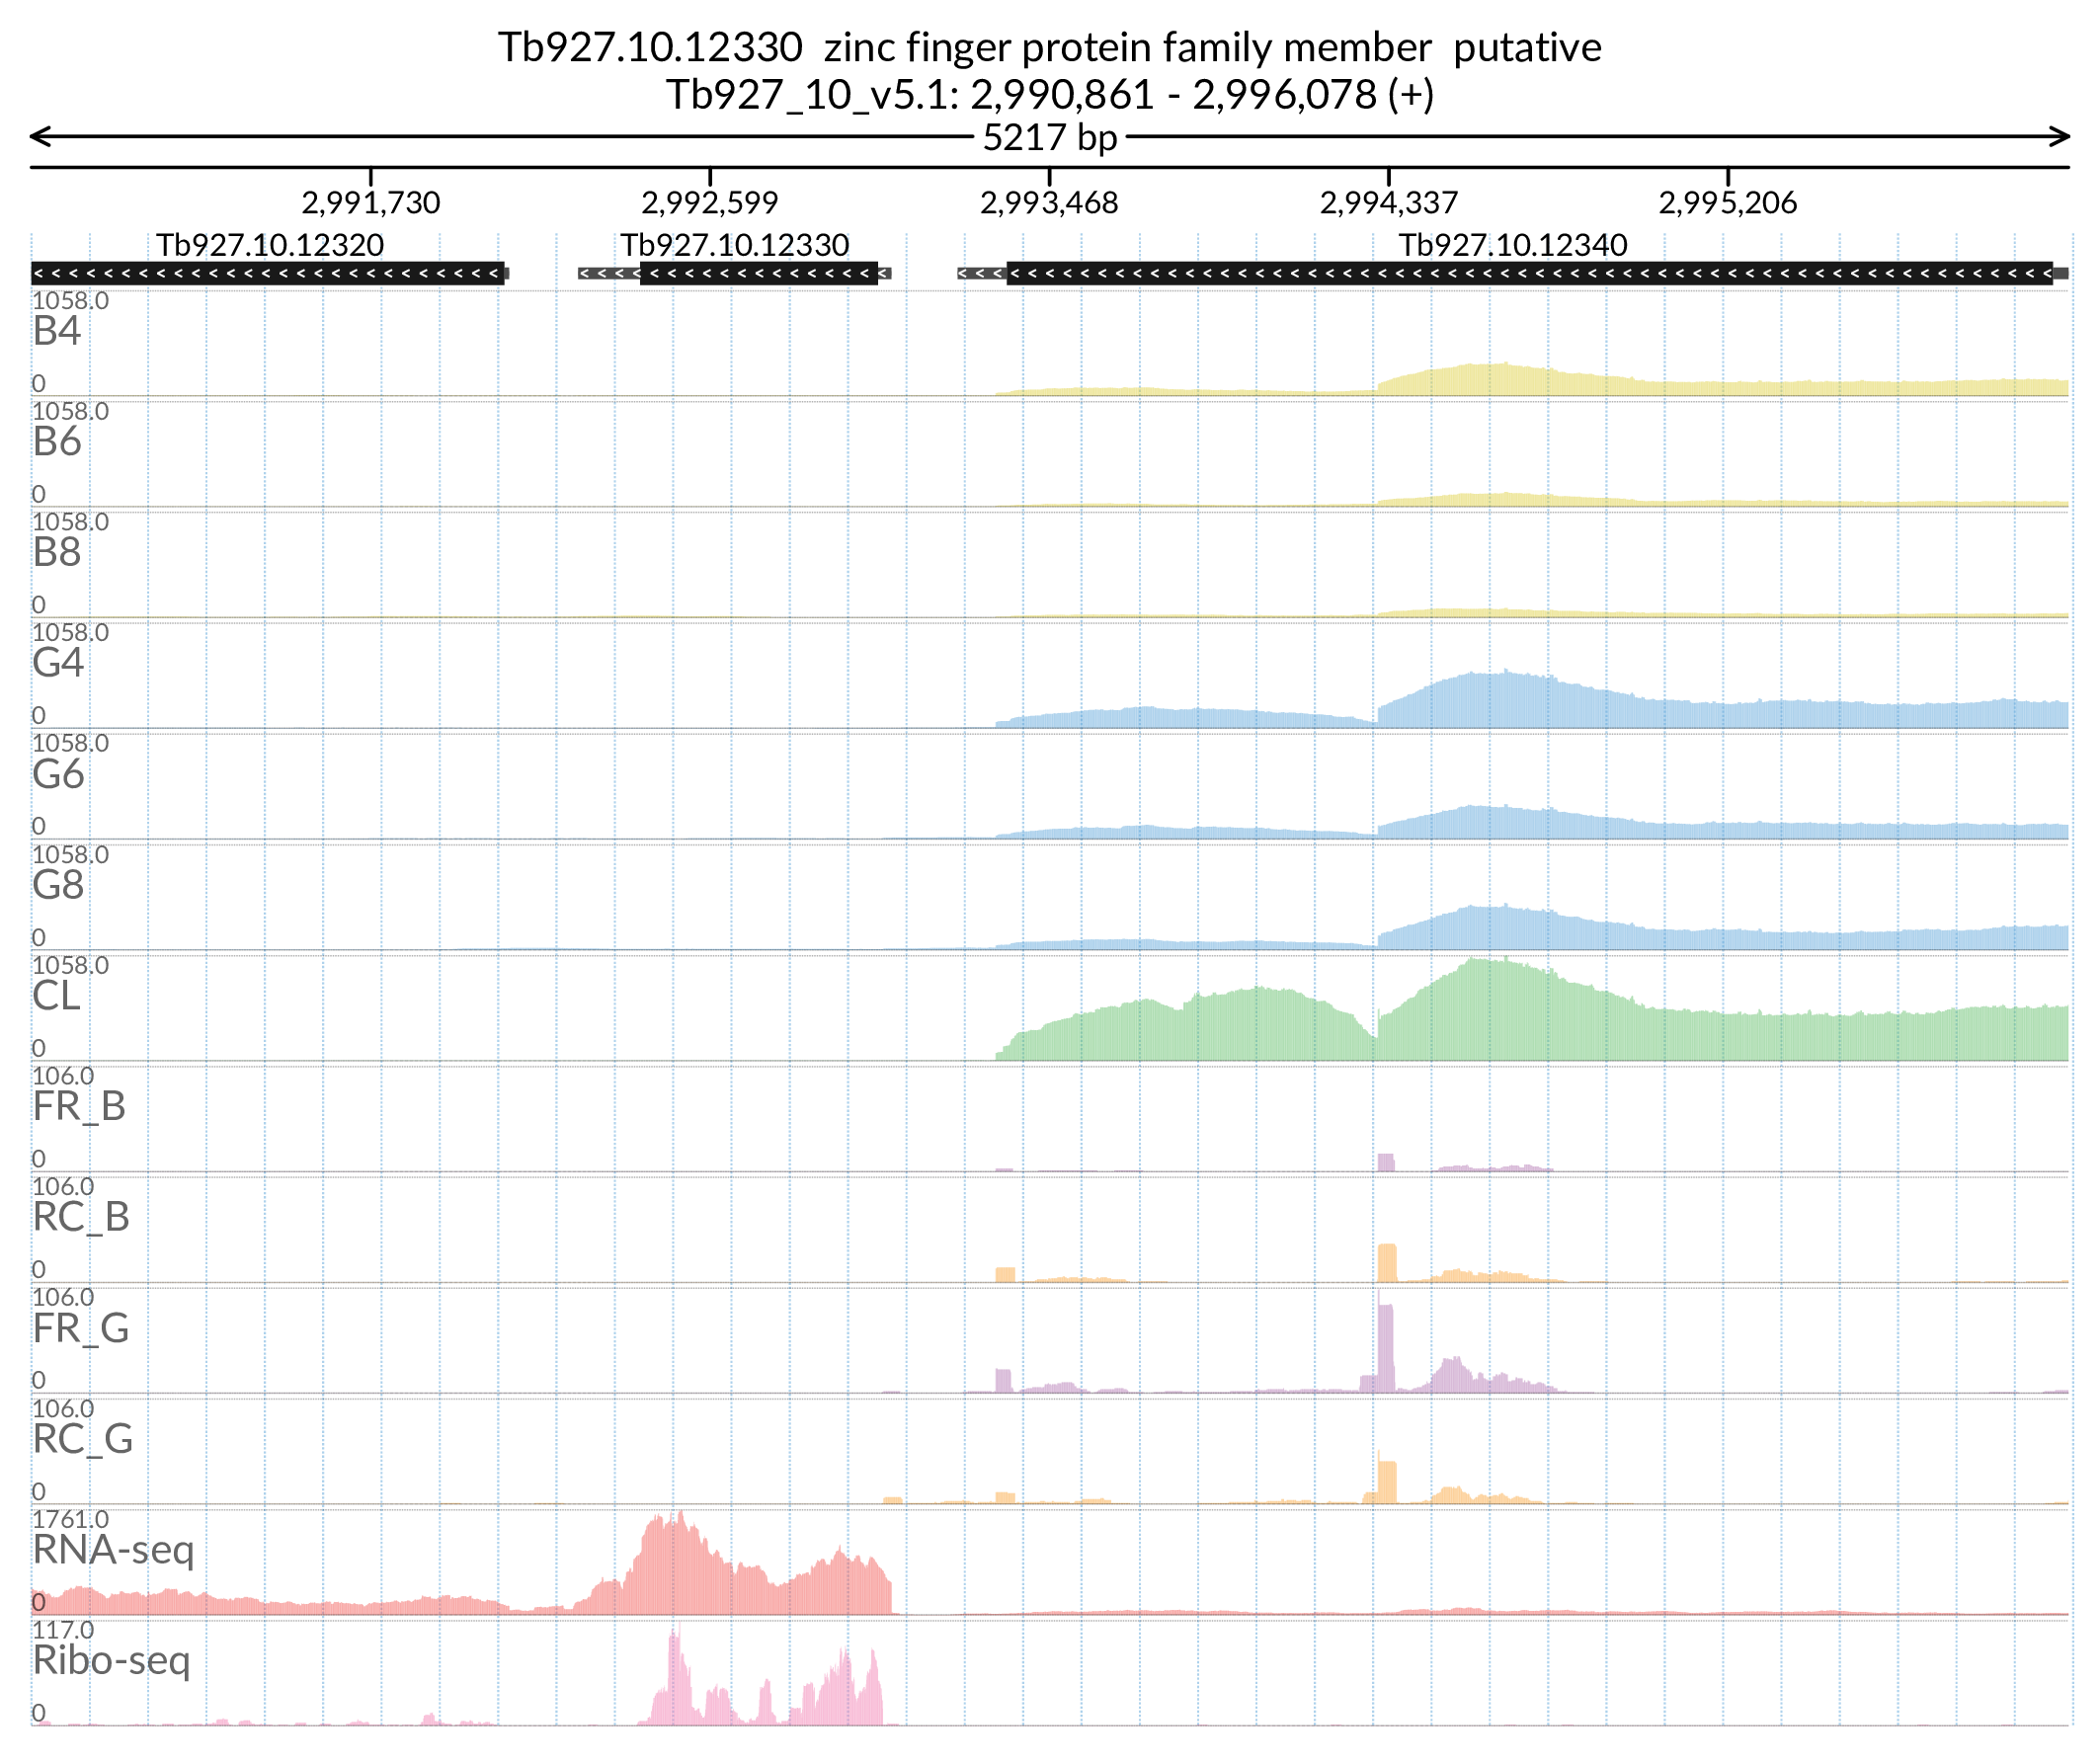 Tb927.10.12330  zinc finger protein family member  putative
Tb927_10_v5.1: 2,990,861 - 2,996,078 (+)
5217 bp
2,991,730 2,992,599 2,993,468 2,994,337 2,995,206
Tb927.10.12320 Tb927.10.12330 Tb927.10.12340
1058.0
B4
0
1058.0
B6
0
1058.0
B8
0
1058.0
G4
0
1058.0
G6
0
1058.0
G8
0
1058.0
CL
0
106.0
FR_B
0
106.0
RC_B
0
106.0
FR_G
0
106.0
RC_G
0
1761.0
RNA-seq
0
117.0
Ribo-seq
0